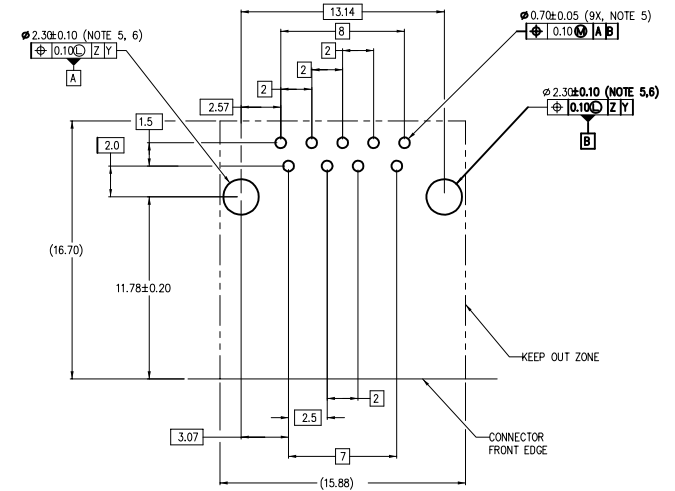 13.14
⌀2.30±0.10 (NOTE 5, 6)
⌖ 0.10Ⓛ Z Y
A
8
⌀0.70±0.05 (9X, NOTE 5)
⌖ 0.10Ⓜ A B
2
2
2
⌀2.30±0.10 (NOTE 5,6)
⌖ 0.10Ⓛ Z Y
B
2.57
1.5
2.0
(16.70)
11.78±0.20
KEEP OUT ZONE
2
2.5
3.07
CONNECTOR
FRONT EDGE
7
(15.88)